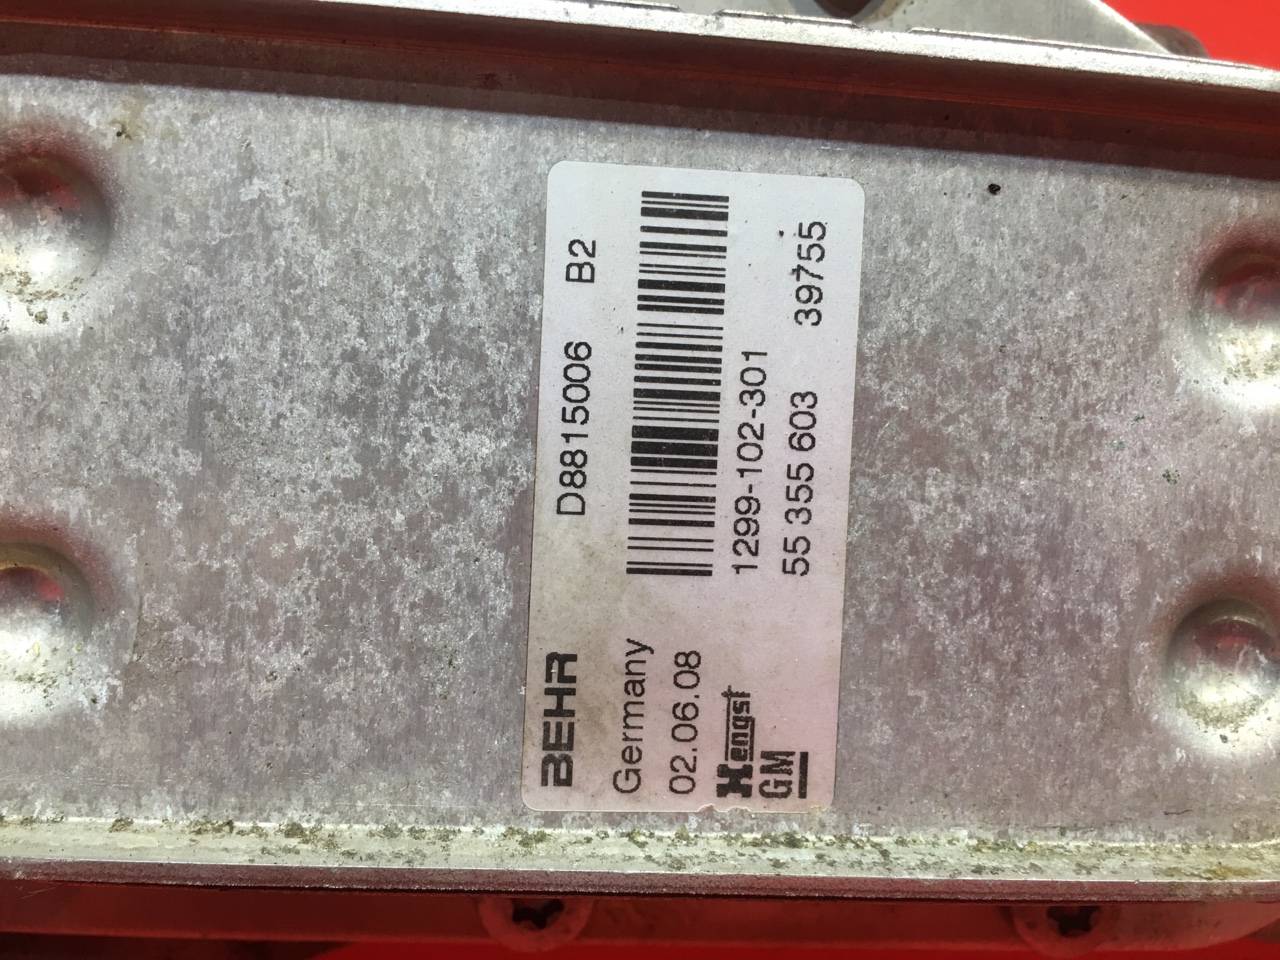 BEHR D8815006 B2
Germany
02.06.08
Hengst 1299-102-301
GM 55 355 603 39755